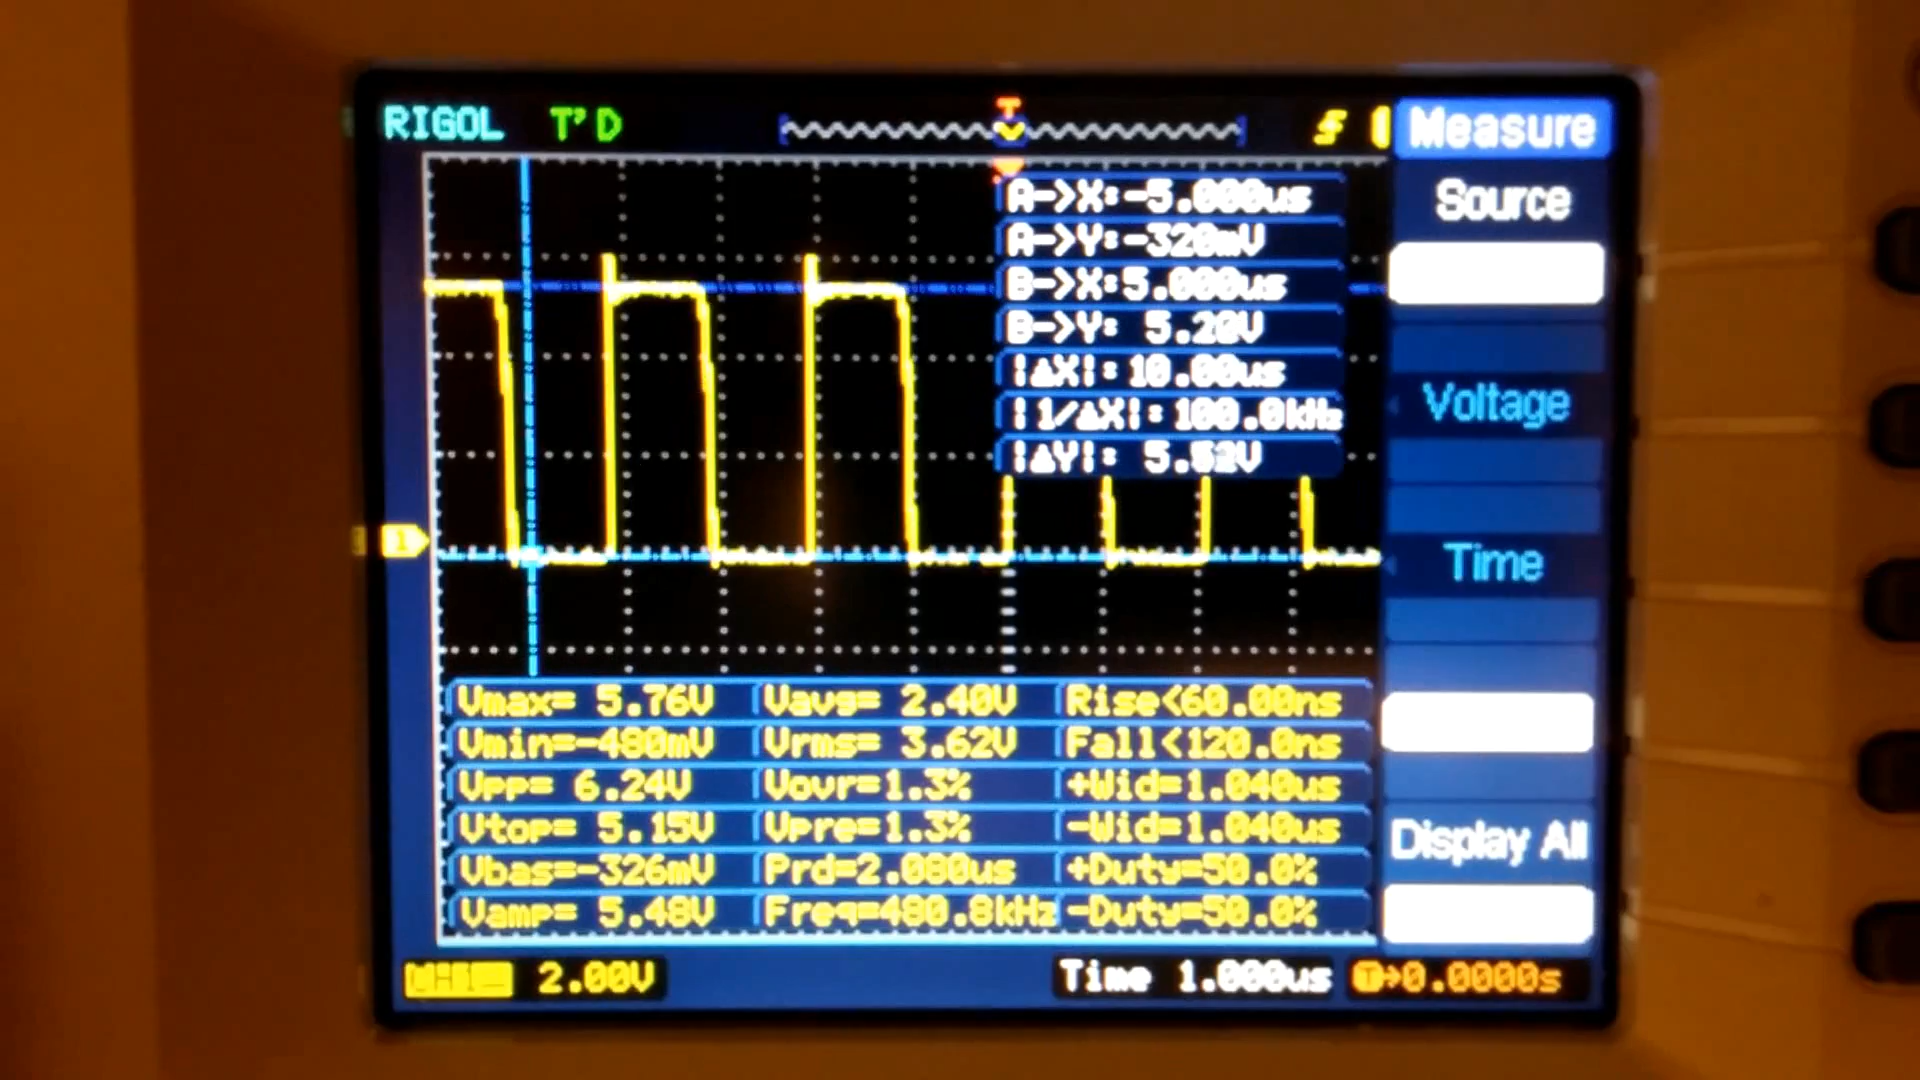 RIGOL T'D T Measure
Source
A->X:-5.000us
A->Y:-320mV
B->X:5.000us
B->Y: 5.20V
|△X|: 10.00us
|1/△X|: 100.0kHz
|△Y|: 5.52V
Voltage
1
Time
Vmax= 5.76V Vavg= 2.40V Rise<60.00ns
Vmin=-480mV Vrms= 3.62V Fall<120.0ns
Vpp= 6.24V Vovr=1.3% +Wid=1.040us
Vtop= 5.15V Vpre=1.3% -Wid=1.040us
Vbas=-326mV Prd=2.080us +Duty=50.0%
Vamp= 5.48V Freq=480.8kHz -Duty=50.0%
Display All
2.00V Time 1.000us T→0.0000s